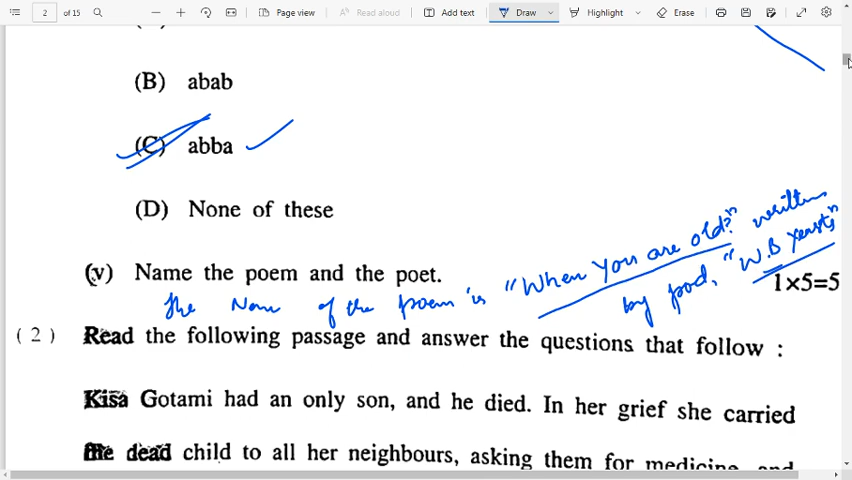 2 of 15 Page view Read aloud Add text Draw Highlight Erase
(B) abab
(C) abba
(D) None of these
(v) Name the poem and the poet.
1×5=5
the Name of the poem is "When You are old?" written
by poet, "W.B Yeasts"
(2) Read the following passage and answer the questions that follow :
Kisa Gotami had an only son, and he died. In her grief she carried
the dead child to all her neighbours, asking them for medicine, and